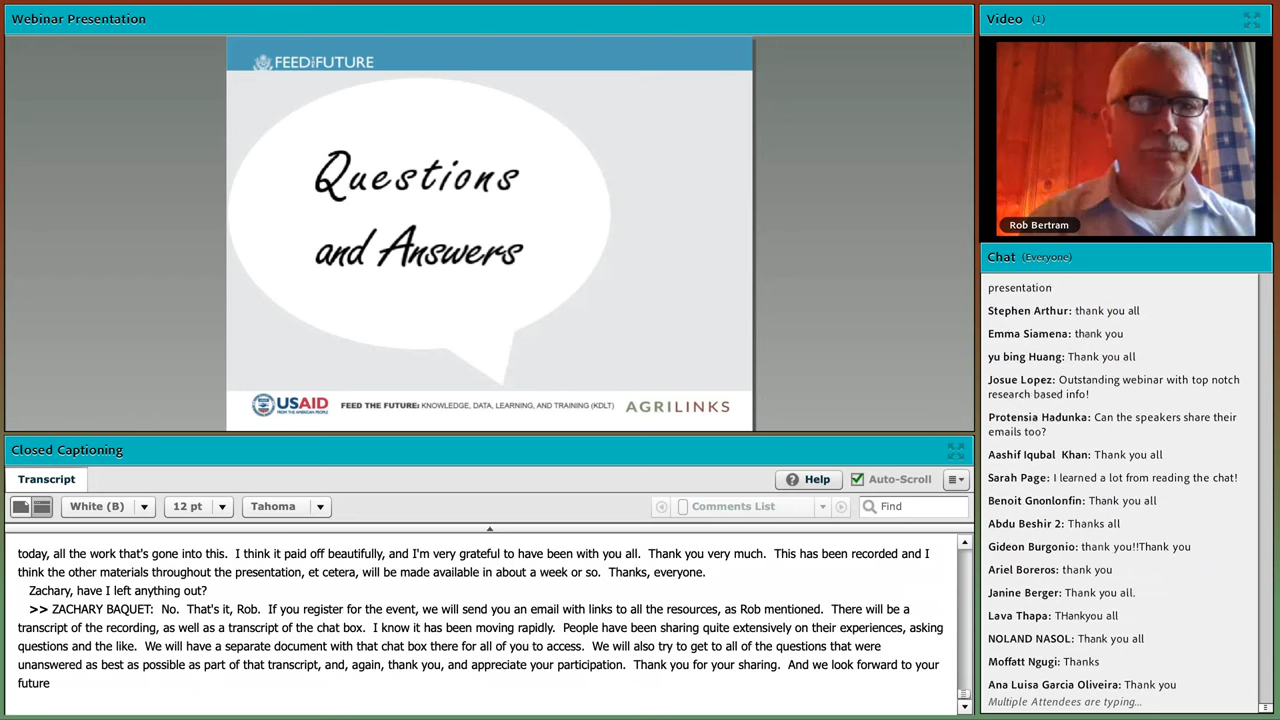 Webinar Presentation
FEED THE FUTURE
Questions
and Answers
USAID
FROM THE AMERICAN PEOPLE
FEED THE FUTURE: KNOWLEDGE, DATA, LEARNING, AND TRAINING (KDLT)
AGRILINKS
Closed Captioning
Transcript
Help
Auto-Scroll
White (B)
12 pt
Tahoma
Comments List
Find
today, all the work that's gone into this. I think it paid off beautifully, and I'm very grateful to have been with you all. Thank you very much. This has been recorded and I
think the other materials throughout the presentation, et cetera, will be made available in about a week or so. Thanks, everyone.
Zachary, have I left anything out?
>> ZACHARY BAQUET: No. That's it, Rob. If you register for the event, we will send you an email with links to all the resources, as Rob mentioned. There will be a
transcript of the recording, as well as a transcript of the chat box. I know it has been moving rapidly. People have been sharing quite extensively on their experiences, asking
questions and the like. We will have a separate document with that chat box there for all of you to access. We will also try to get to all of the questions that were
unanswered as best as possible as part of that transcript, and, again, thank you, and appreciate your participation. Thank you for your sharing. And we look forward to your
future
Video (1)
Rob Bertram
Chat (Everyone)
presentation
Stephen Arthur: thank you all
Emma Siamena: thank you
yu bing Huang: Thank you all
Josue Lopez: Outstanding webinar with top notch
research based info!
Protensia Hadunka: Can the speakers share their
emails too?
Aashif Iqubal Khan: Thank you all
Sarah Page: I learned a lot from reading the chat!
Benoit Gnonlonfin: Thank you all
Abdu Beshir 2: Thanks all
Gideon Burgonio: thank you!!Thank you
Ariel Boreros: thank you
Janine Berger: Thank you all.
Lava Thapa: THankyou all
NOLAND NASOL: Thank you all
Moffatt Ngugi: Thanks
Ana Luisa Garcia Oliveira: Thank you
Multiple Attendees are typing...